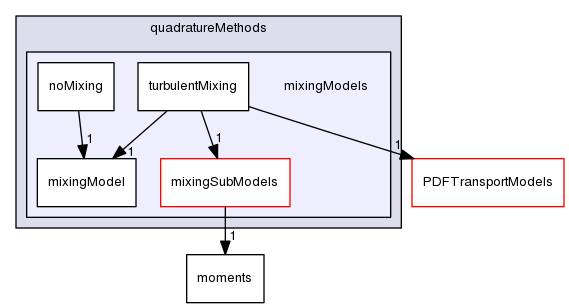 quadratureMethods
noMixing
turbulentMixing
mixingModels
1
1
1
1
mixingModel
mixingSubModels
PDFTransportModels
1
moments